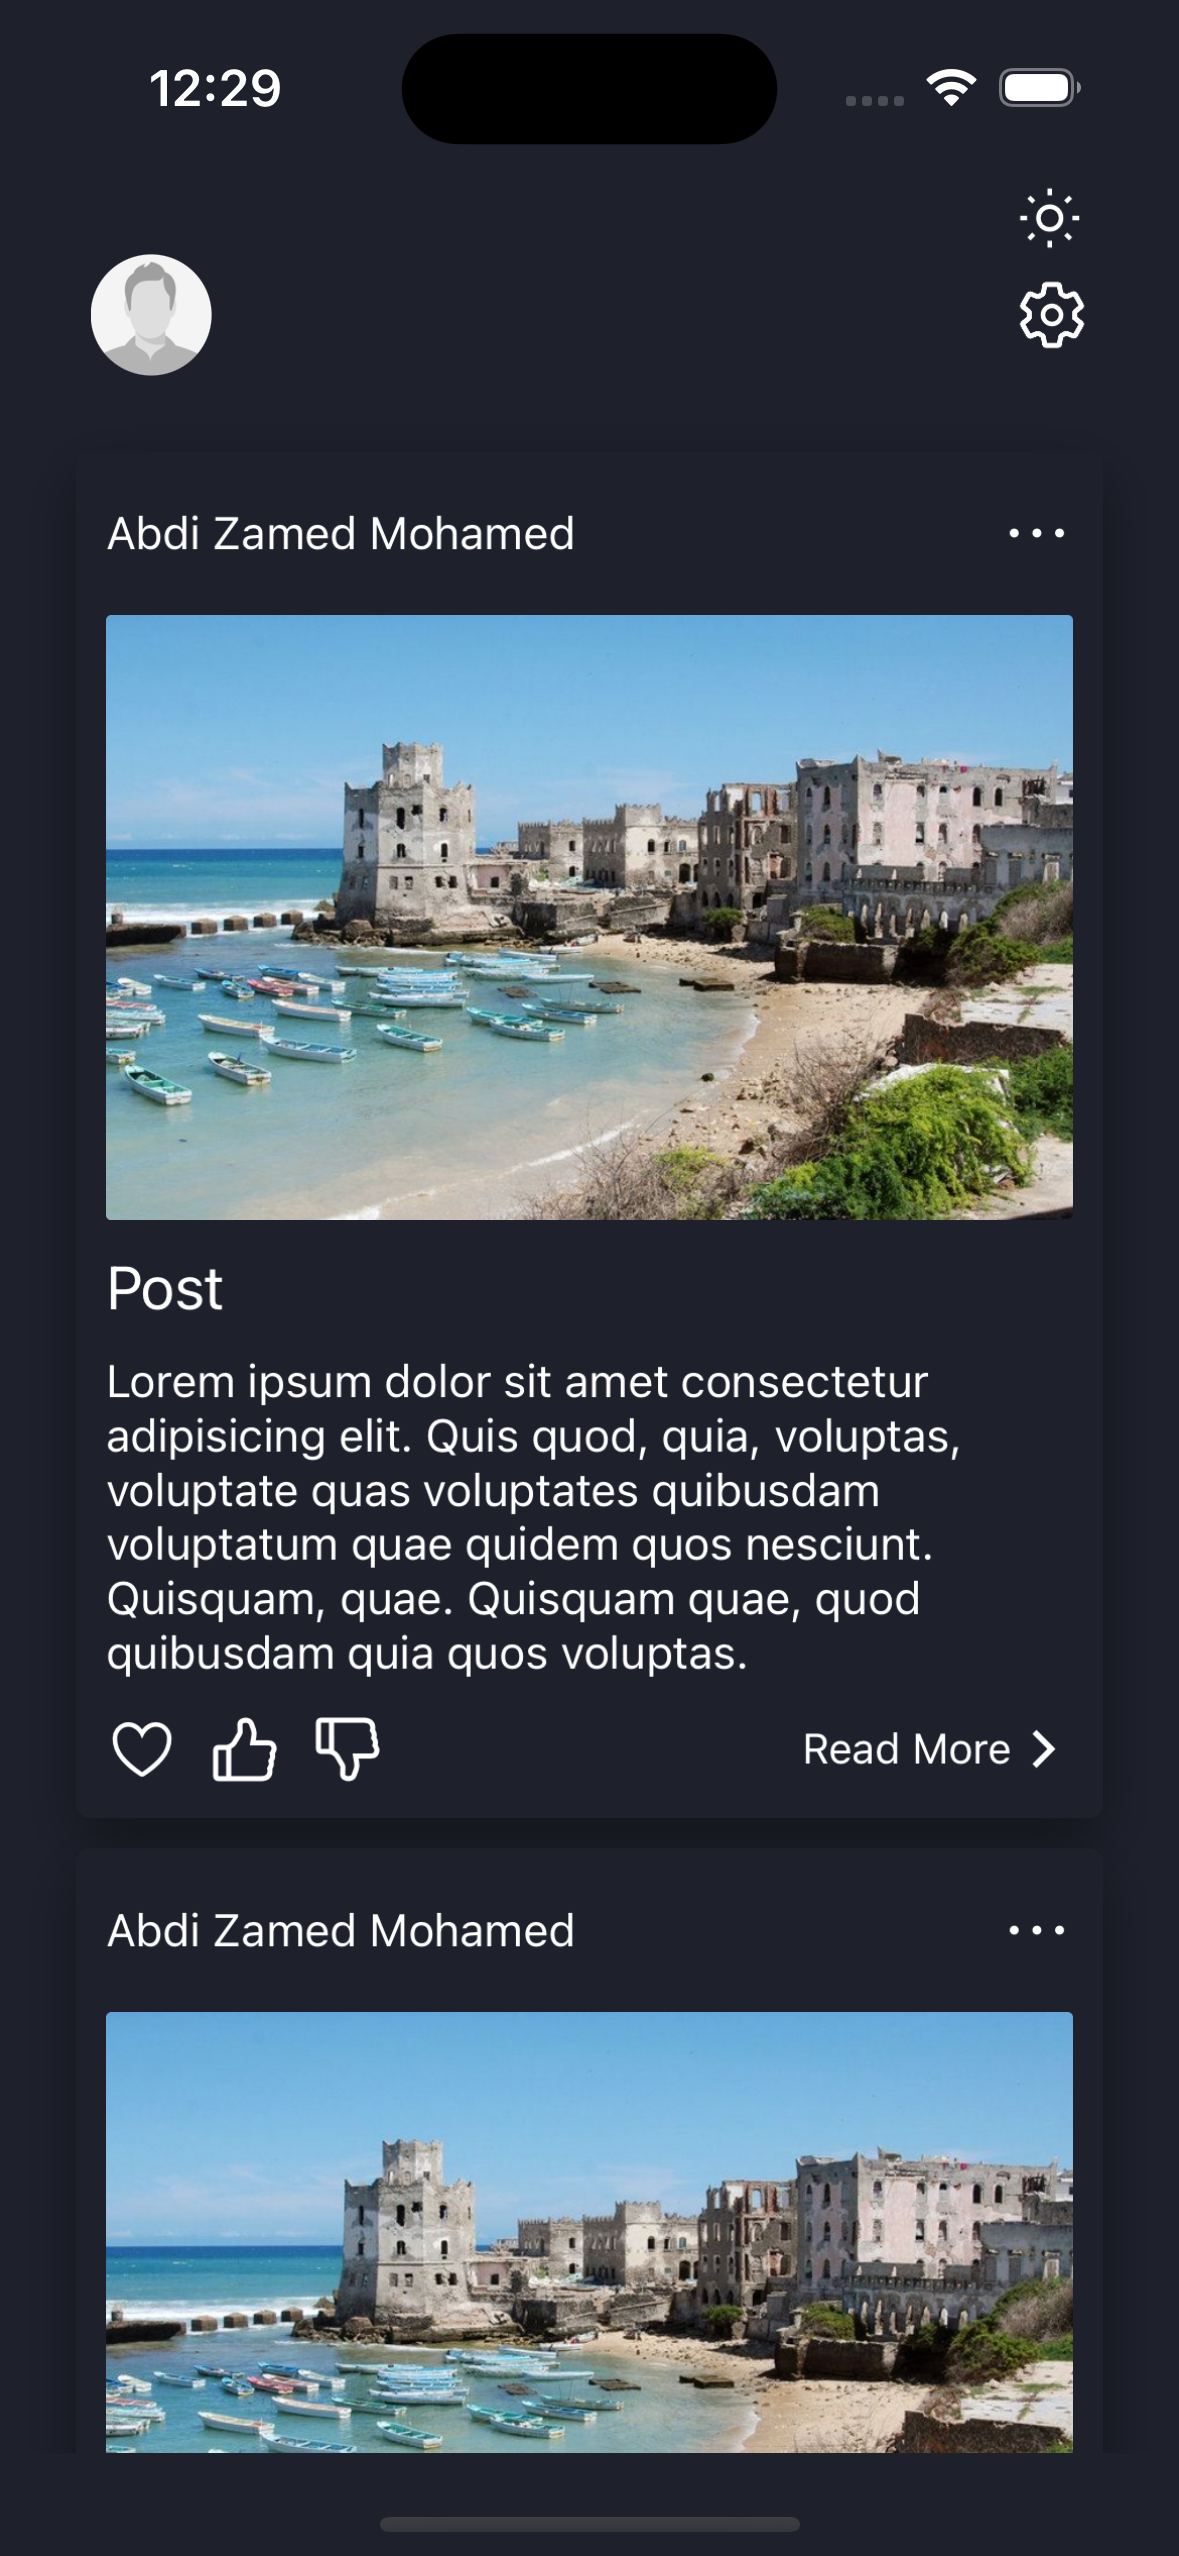 12:29
Abdi Zamed Mohamed
Post
Lorem ipsum dolor sit amet consectetur
adipisicing elit. Quis quod, quia, voluptas,
voluptate quas voluptates quibusdam
voluptatum quae quidem quos nesciunt.
Quisquam, quae. Quisquam quae, quod
quibusdam quia quos voluptas.
Read More
Abdi Zamed Mohamed